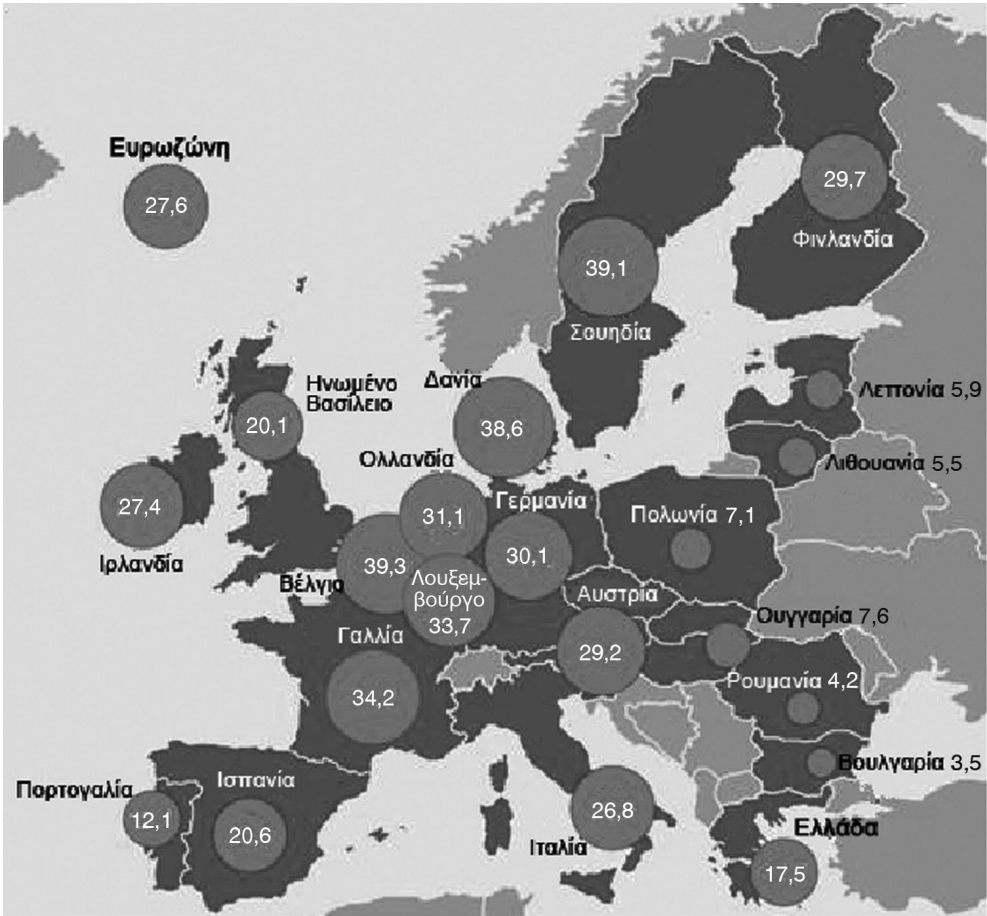 Ευρωζώνη
27,6
29,7
Φινλανδία
39,1
Σουηδία
Ηνωμένο
Βασίλειο
20,1
Δανία
38,6
Λεττονία 5,9
Λιθουανία 5,5
Ολλανδία
31,1
27,4
Ιρλανδία
Γερμανία
30,1
Πολωνία 7,1
Βέλγιο
39,3
Λουξεμ-
βούργο
33,7
Αυστρία
29,2
Ουγγαρία 7,6
Γαλλία
34,2
Ρουμανία 4,2
Βουλγαρία 3,5
Πορτογαλία
12,1
Ισπανία
20,6
26,8
Ιταλία
Ελλάδα
17,5